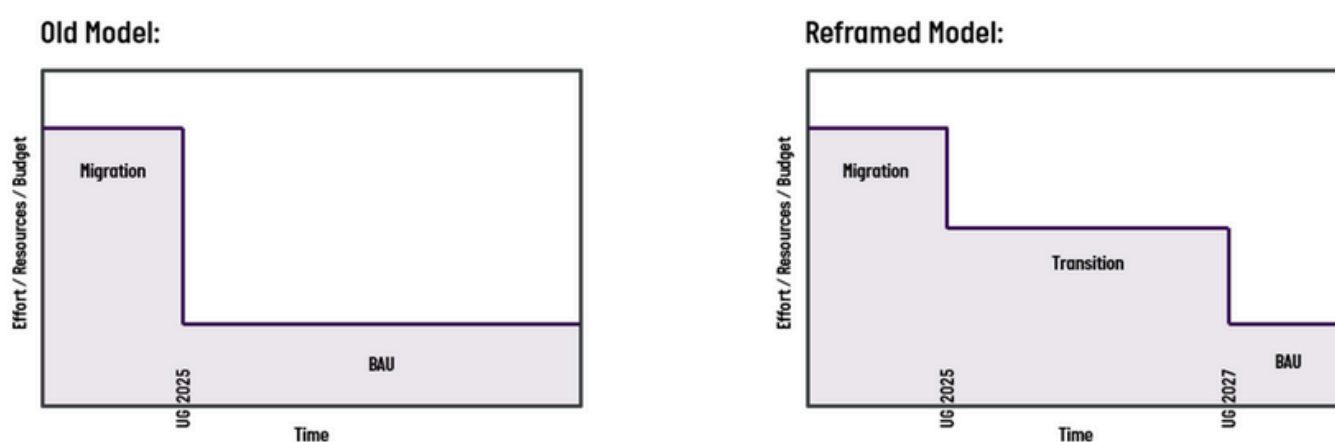 Old Model:
Effort / Resources / Budget
Migration
BAU
UG 2025
Time
Reframed Model:
Effort / Resources / Budget
Migration
Transition
BAU
UG 2025
UG 2027
Time